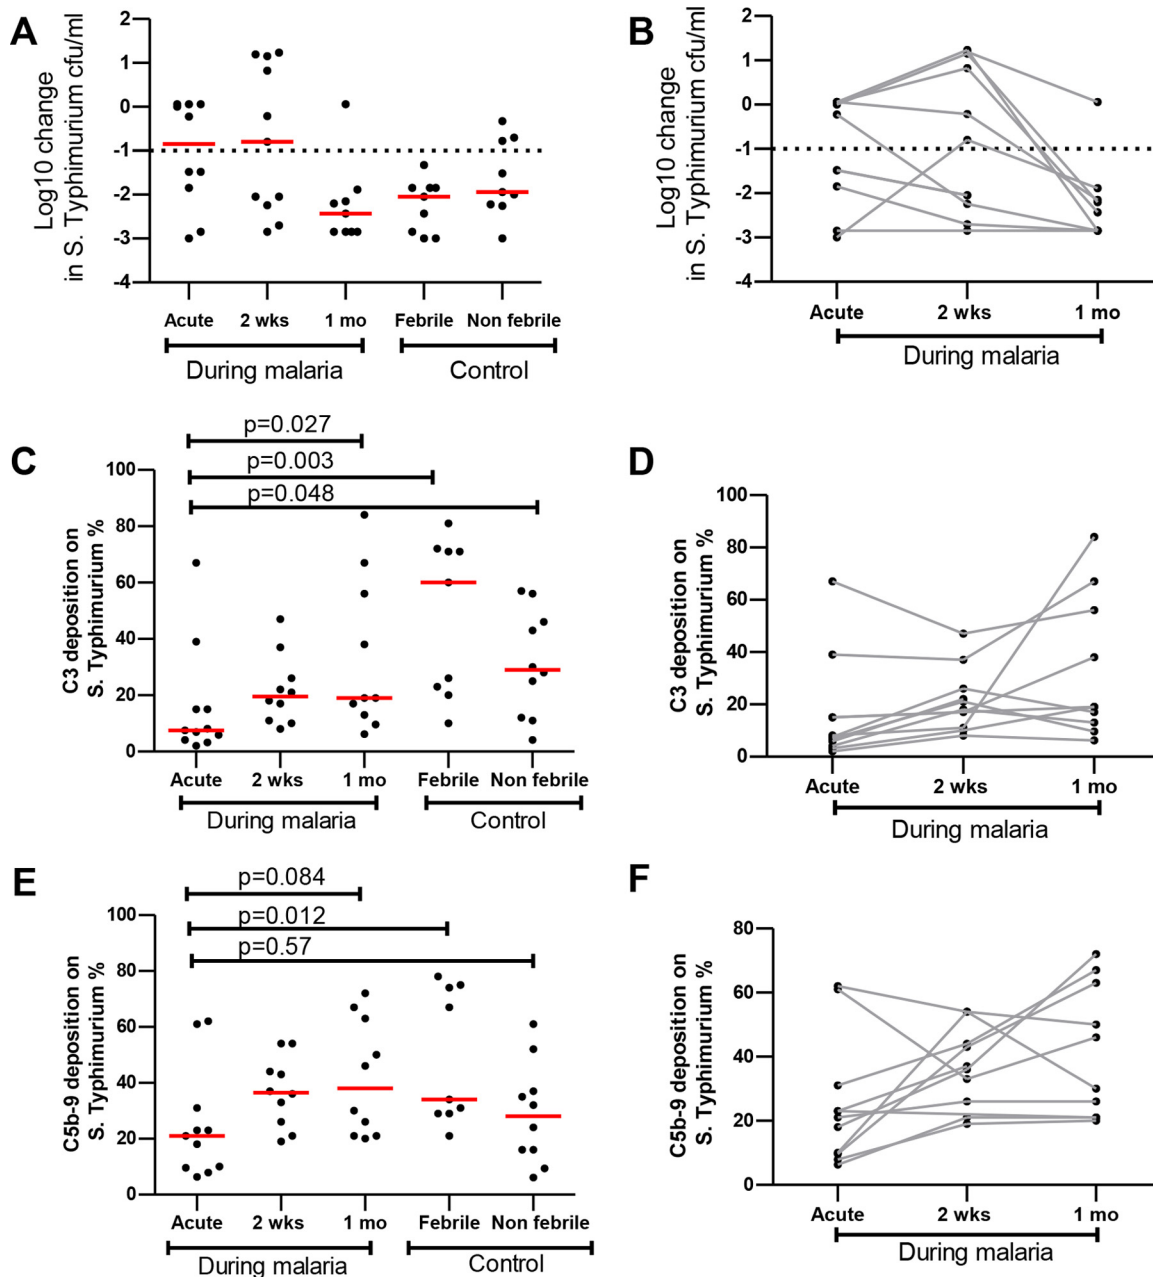 A
Log10 change
in S. Typhimurium cfu/ml
2
1
0
-1
-2
-3
-4
Acute 2 wks 1 mo Febrile Non febrile
During malaria Control
B
Log10 change
in S. Typhimurium cfu/ml
2
1
0
-1
-2
-3
-4
Acute 2 wks 1 mo
During malaria
C
p=0.027
p=0.003
p=0.048
C3 deposition on
S. Typhimurium %
100
80
60
40
20
0
Acute 2 wks 1 mo Febrile Non febrile
During malaria Control
D
C3 deposition on
S. Typhimurium %
100
80
60
40
20
0
Acute 2 wks 1 mo
During malaria
E
p=0.084
p=0.012
p=0.57
C5b-9 deposition on
S. Typhimurium %
100
80
60
40
20
0
Acute 2 wks 1 mo Febrile Non febrile
During malaria Control
F
C5b-9 deposition on
S. Typhimurium %
80
60
40
20
0
Acute 2 wks 1 mo
During malaria